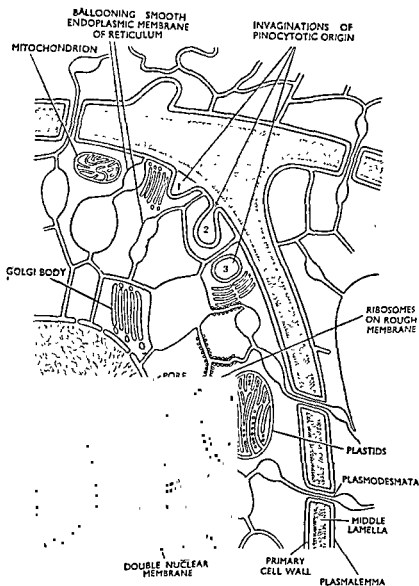 BALLOONING SMOOTH
ENDOPLASMIC MEMBRANE
OF RETICULUM
MITOCHONDRION
INVAGINATIONS OF
PINOCYTOTIC ORIGIN
1
2
3
GOLGI BODY
RIBOSOMES
ON ROUGH
MEMBRANE
PLASTIDS
PLASMODESMATA
MIDDLE
LAMELLA
PRIMARY
CELL WALL
PLASMALEMMA
DOUBLE NUCLEAR
MEMBRANE